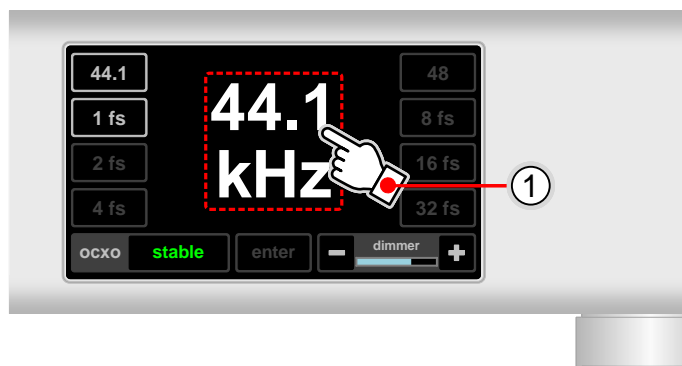 44.1
1 fs
2 fs
4 fs
44.1
kHz
48
8 fs
16 fs
32 fs
1
ocxo stable enter − dimmer +